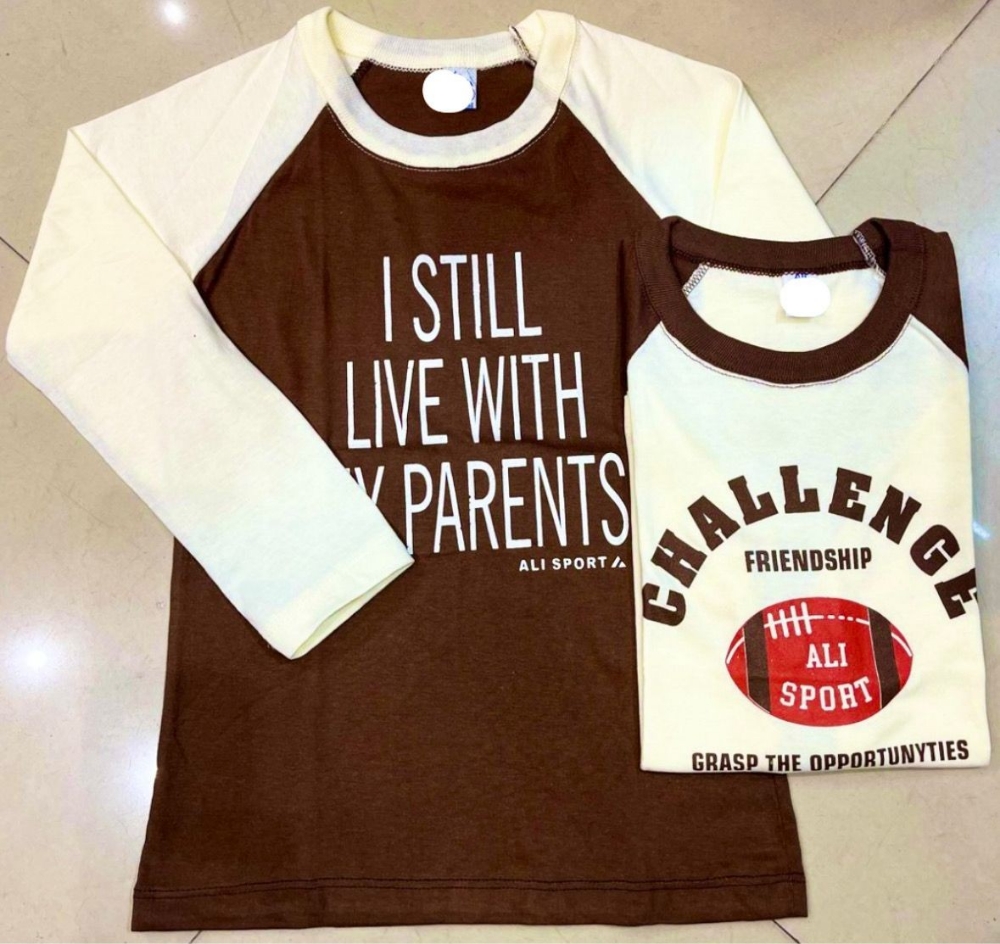 I STILL
LIVE WITH
PARENTS
ALI SPORT
CHALLENGE
FRIENDSHIP
ALI
SPORT
GRASP THE OPPORTUNYTIES